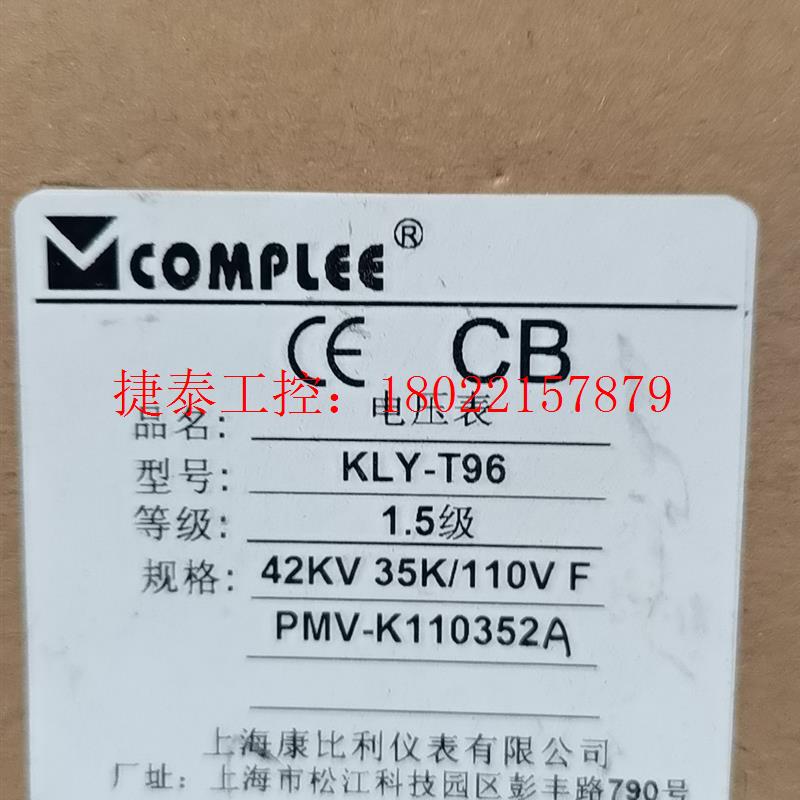 COMPLEE®
CE CB
捷泰工控：18022157879
品名：电压表
型号：KLY-T96
等级：1.5级
规格：42KV 35K/110V F
PMV-K110352A
上海康比利仪表有限公司
厂址：上海市松江科技园区彭丰路790号